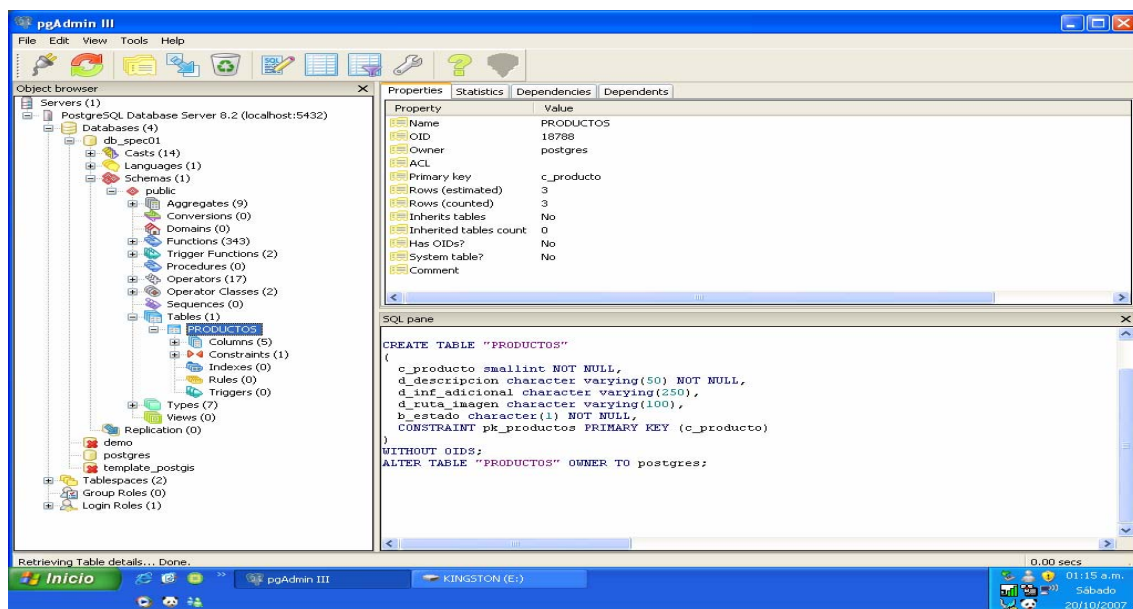 pgAdmin III
File Edit View Tools Help
SQL
Object browser
Servers (1)
PostgreSQL Database Server 8.2 (localhost:5432)
Databases (4)
db_spec01
Casts (14)
Languages (1)
Schemas (1)
public
Aggregates (9)
Conversions (0)
Domains (0)
Functions (343)
Trigger Functions (2)
Procedures (0)
Operators (17)
Operator Classes (2)
Sequences (0)
Tables (1)
PRODUCTOS
Columns (5)
Constraints (1)
Indexes (0)
Rules (0)
Triggers (0)
Types (7)
Views (0)
Replication (0)
demo
postgres
template_postgis
Tablespaces (2)
Group Roles (0)
Login Roles (1)
Properties Statistics Dependencies Dependents
Property Value
Name PRODUCTOS
OID 18788
Owner postgres
ACL
Primary key c_producto
Rows (estimated) 3
Rows (counted) 3
Inherits tables No
Inherited tables count 0
Has OIDs? No
System table? No
Comment
SQL pane
CREATE TABLE "PRODUCTOS"
(
c_producto smallint NOT NULL,
d_descripcion character varying(50) NOT NULL,
d_inf_adicional character varying(250),
d_ruta_imagen character varying(100),
b_estado character(1) NOT NULL,
CONSTRAINT pk_productos PRIMARY KEY (c_producto)
)
WITHOUT OIDS;
ALTER TABLE "PRODUCTOS" OWNER TO postgres;
Retrieving Table details... Done.
0.00 secs
Inicio
pgAdmin III
KINGSTON (E:)
01:15 a.m.
Sábado
20/10/2007